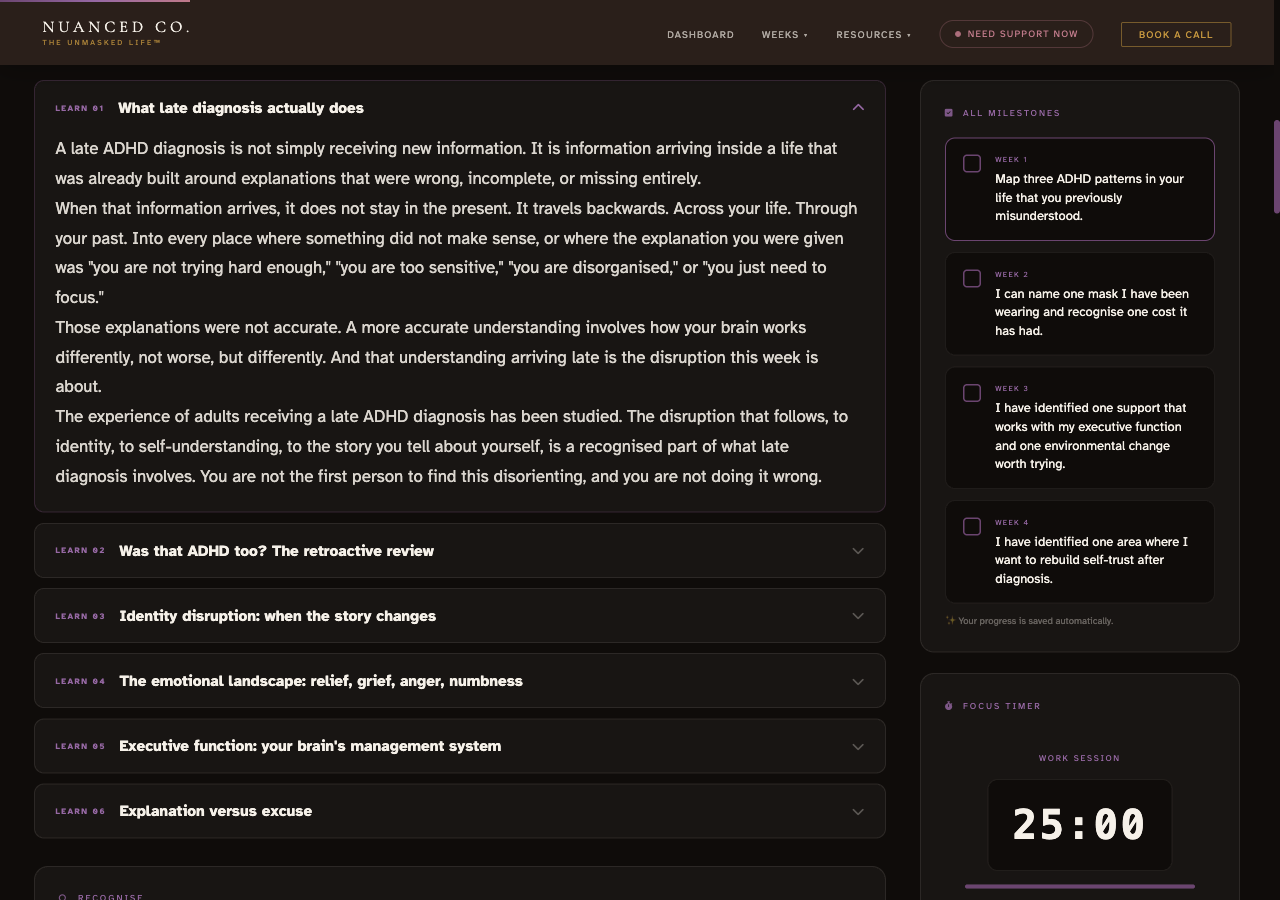 NUANCED CO.
THE UNMASKED LIFE™
DASHBOARD
WEEKS ▾
RESOURCES ▾
NEED SUPPORT NOW
BOOK A CALL
LEARN 01 What late diagnosis actually does
A late ADHD diagnosis is not simply receiving new information. It is information arriving inside a life that
was already built around explanations that were wrong, incomplete, or missing entirely.
When that information arrives, it does not stay in the present. It travels backwards. Across your life. Through
your past. Into every place where something did not make sense, or where the explanation you were given
was "you are not trying hard enough," "you are too sensitive," "you are disorganised," or "you just need to
focus."
Those explanations were not accurate. A more accurate understanding involves how your brain works
differently, not worse, but differently. And that understanding arriving late is the disruption this week is
about.
The experience of adults receiving a late ADHD diagnosis has been studied. The disruption that follows, to
identity, to self-understanding, to the story you tell about yourself, is a recognised part of what late
diagnosis involves. You are not the first person to find this disorienting, and you are not doing it wrong.
LEARN 02 Was that ADHD too? The retroactive review
LEARN 03 Identity disruption: when the story changes
LEARN 04 The emotional landscape: relief, grief, anger, numbness
LEARN 05 Executive function: your brain's management system
LEARN 06 Explanation versus excuse
RECOGNISE
ALL MILESTONES
WEEK 1
Map three ADHD patterns in your
life that you previously
misunderstood.
WEEK 2
I can name one mask I have been
wearing and recognise one cost it
has had.
WEEK 3
I have identified one support that
works with my executive function
and one environmental change
worth trying.
WEEK 4
I have identified one area where I
want to rebuild self-trust after
diagnosis.
✨ Your progress is saved automatically.
FOCUS TIMER
WORK SESSION
25:00